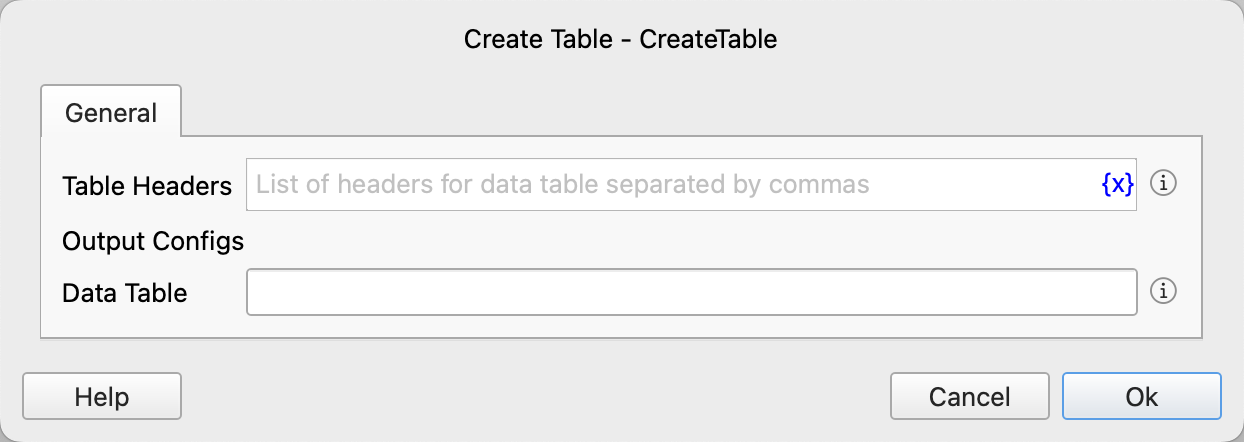 Create Table - CreateTable
General
Table Headers List of headers for data table separated by commas {x} i
Output Configs
Data Table i
Help Cancel Ok